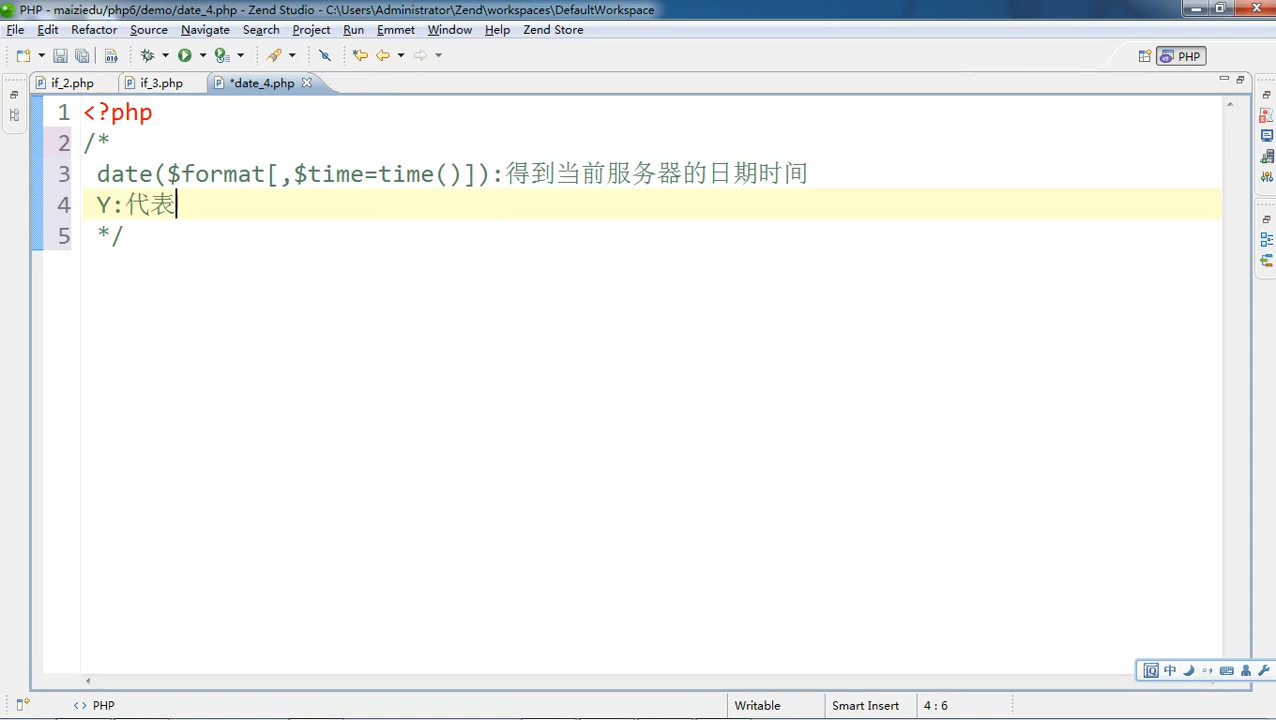 PHP - maiziedu/php6/demo/date_4.php - Zend Studio - C:\Users\Administrator\Zend\workspaces\DefaultWorkspace
File Edit Refactor Source Navigate Search Project Run Emmet Window Help Zend Store
PHP
if_2.php if_3.php *date_4.php
1 <?php
2 /*
3 date($format[,$time=time()]):得到当前服务器的日期时间
4 Y:代表
5 */
中
PHP Writable Smart Insert 4 : 6